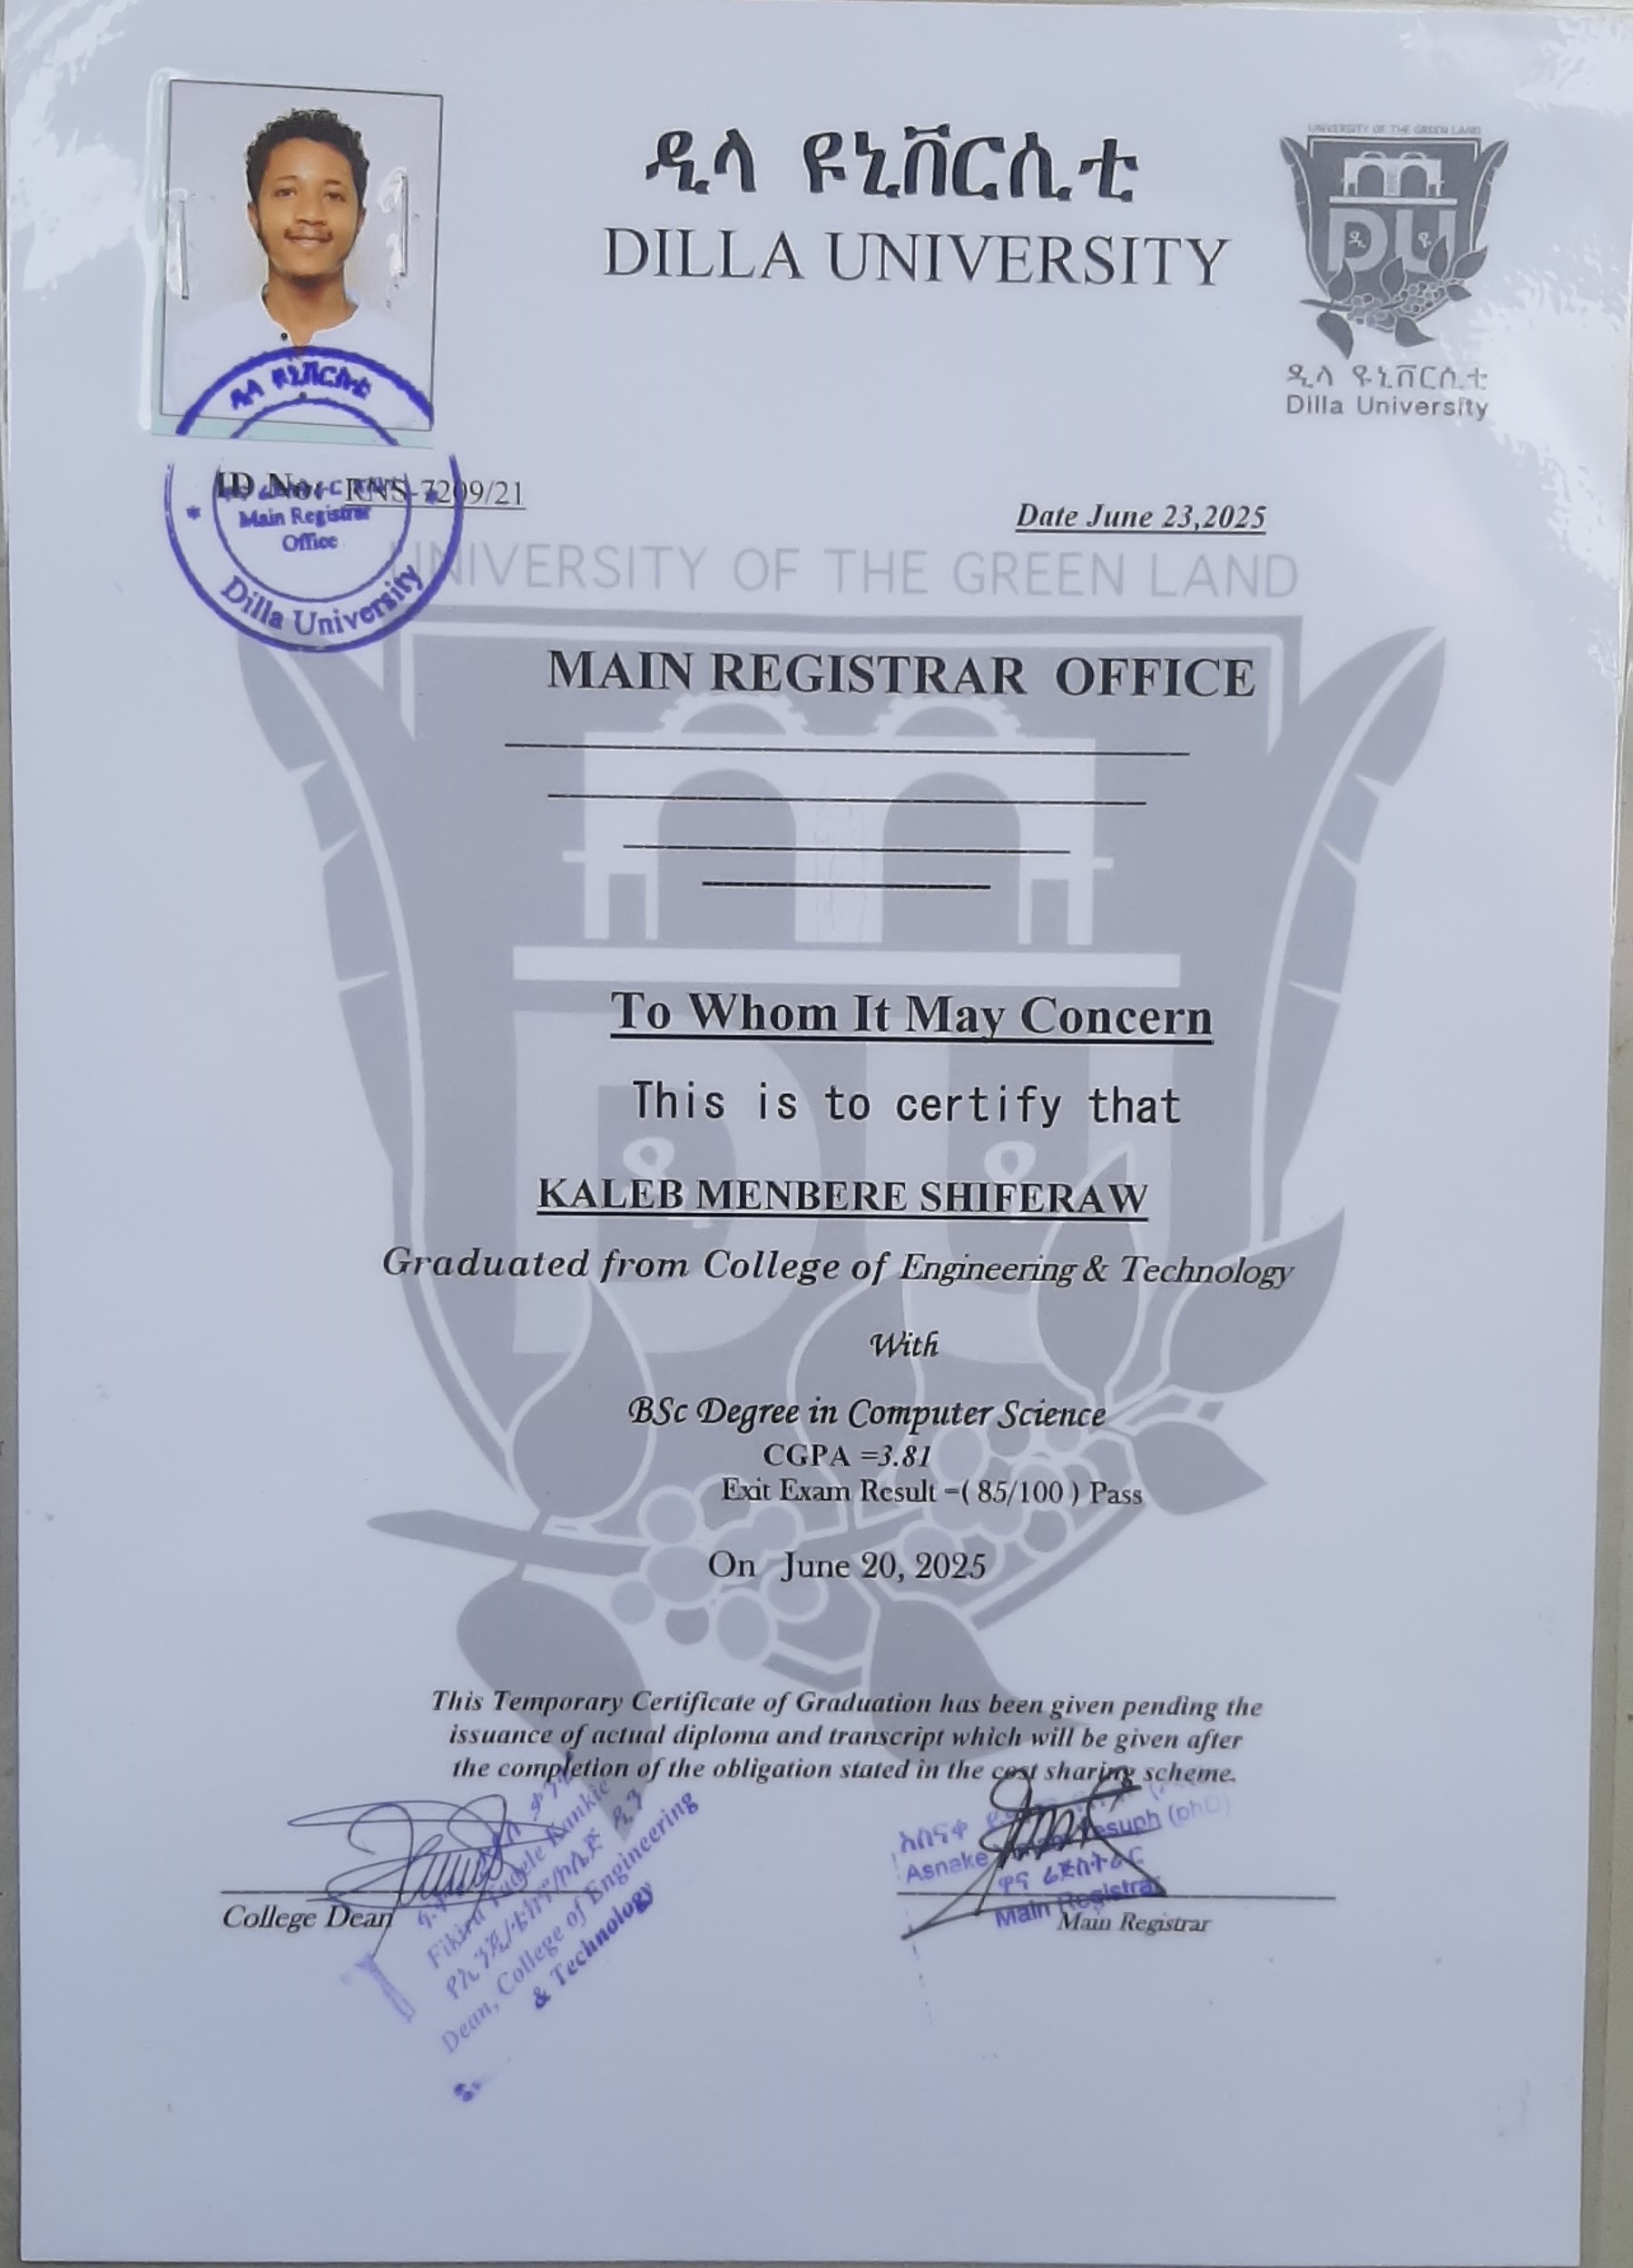 ዲላ ዩኒቨርሲቲ
DILLA UNIVERSITY
UNIVERSITY OF THE GREEN LAND
DU
ዲ ዩ
ዲላ ዩኒቨርሲቲ
Dilla University
ዲላ ዩኒቨርሲቲ
ID No: RNS-7209/21
Main Registrar
Office
Dilla University
Date June 23,2025
UNIVERSITY OF THE GREEN LAND
MAIN REGISTRAR OFFICE
To Whom It May Concern
This is to certify that
KALEB MENBERE SHIFERAW
Graduated from College of Engineering & Technology
With
BSc Degree in Computer Science
CGPA =3.81
Exit Exam Result =( 85/100 ) Pass
On June 20, 2025
This Temporary Certificate of Graduation has been given pending the
issuance of actual diploma and transcript which will be given after
the completion of the obligation stated in the cost sharing scheme.
College Dean
Dean, College of Engineering
& Technology
አስናቀ
Asnake (phD)
ዋና ሬጅስትራር
Main Registrar
Main Registrar